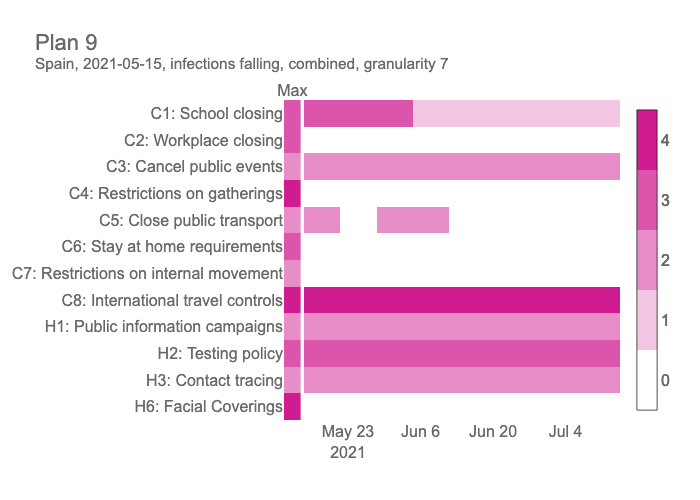 Plan 9
Spain, 2021-05-15, infections falling, combined, granularity 7
Max
C1: School closing
C2: Workplace closing
C3: Cancel public events
C4: Restrictions on gatherings
C5: Close public transport
C6: Stay at home requirements
C7: Restrictions on internal movement
C8: International travel controls
H1: Public information campaigns
H2: Testing policy
H3: Contact tracing
H6: Facial Coverings
4
3
2
1
0
May 23 Jun 6 Jun 20 Jul 4
2021